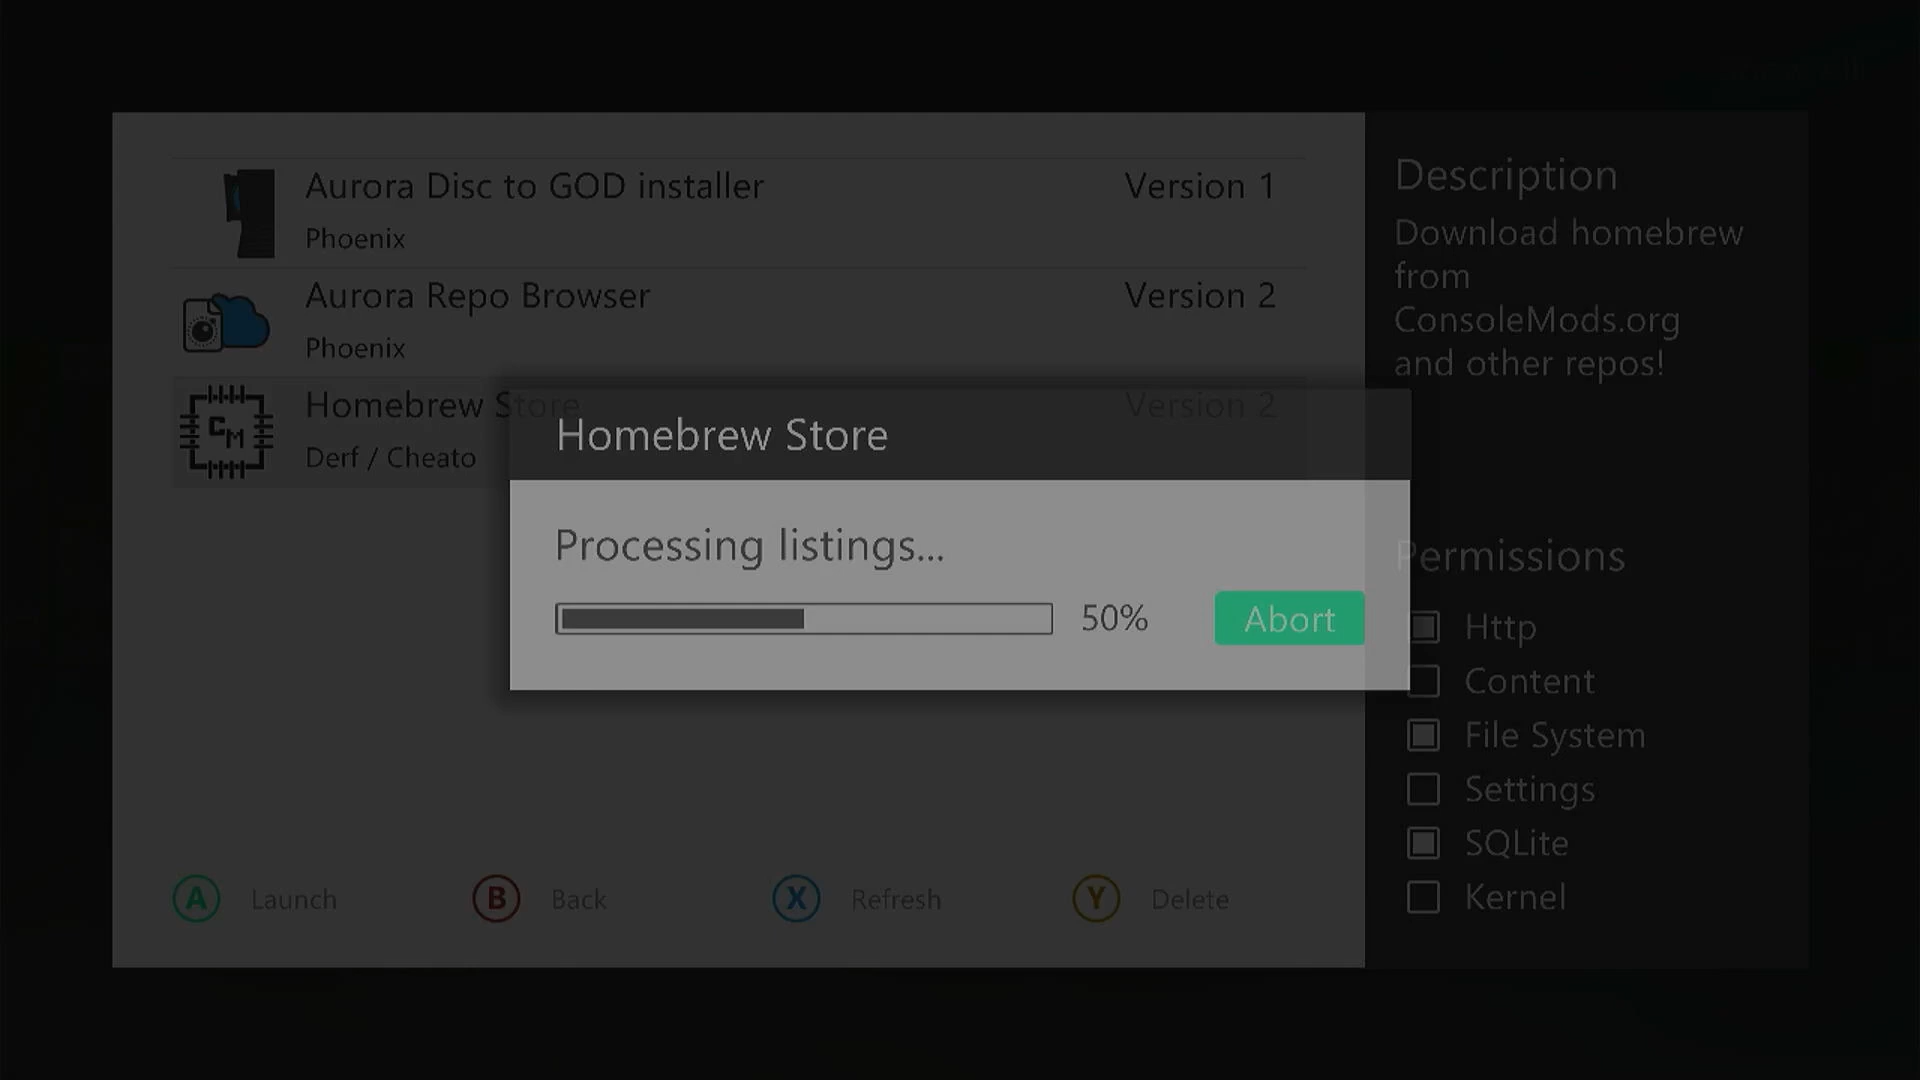 Aurora Disc to GOD installer Version 1
Phoenix
Aurora Repo Browser Version 2
Phoenix
Homebrew Store Version 2
CM
Derf / Cheato
Homebrew Store
Processing listings...
50% Abort
A Launch B Back X Refresh Y Delete
Description
Download homebrew
from
ConsoleMods.org
and other repos!
Permissions
Http
Content
File System
Settings
SQLite
Kernel